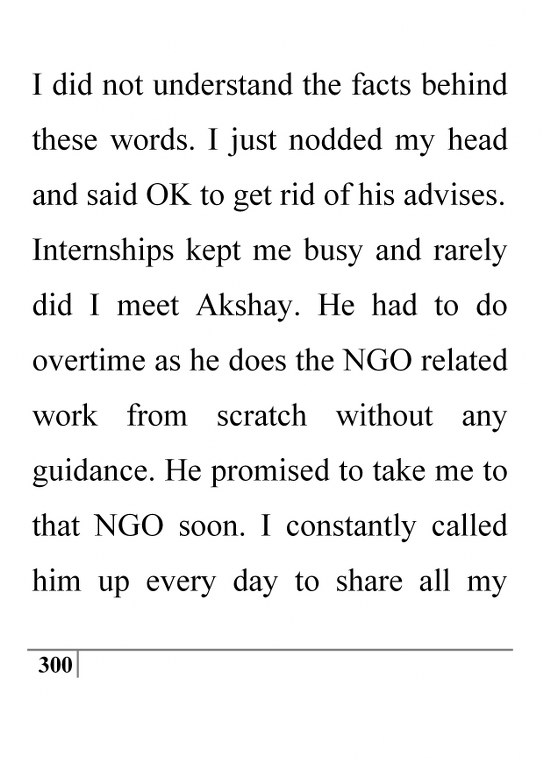 I did not understand the facts behind
these words. I just nodded my head
and said OK to get rid of his advises.
Internships kept me busy and rarely
did I meet Akshay. He had to do
overtime as he does the NGO related
work from scratch without any
guidance. He promised to take me to
that NGO soon. I constantly called
him up every day to share all my
300